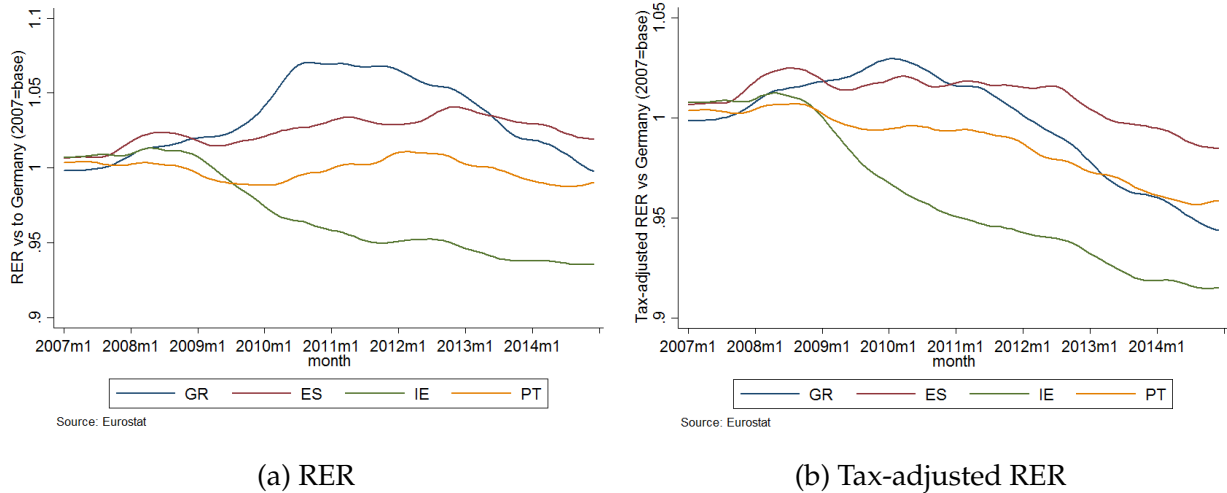 RER vs to Germany (2007=base)
1.1
1.05
1
.95
.9
2007m1 2008m1 2009m1 2010m1 2011m1 2012m1 2013m1 2014m1
month
GR ES IE PT
Source: Eurostat
(a) RER
Tax-adjusted RER vs Germany (2007=base)
1.05
1
.95
.9
2007m1 2008m1 2009m1 2010m1 2011m1 2012m1 2013m1 2014m1
month
GR ES IE PT
Source: Eurostat
(b) Tax-adjusted RER